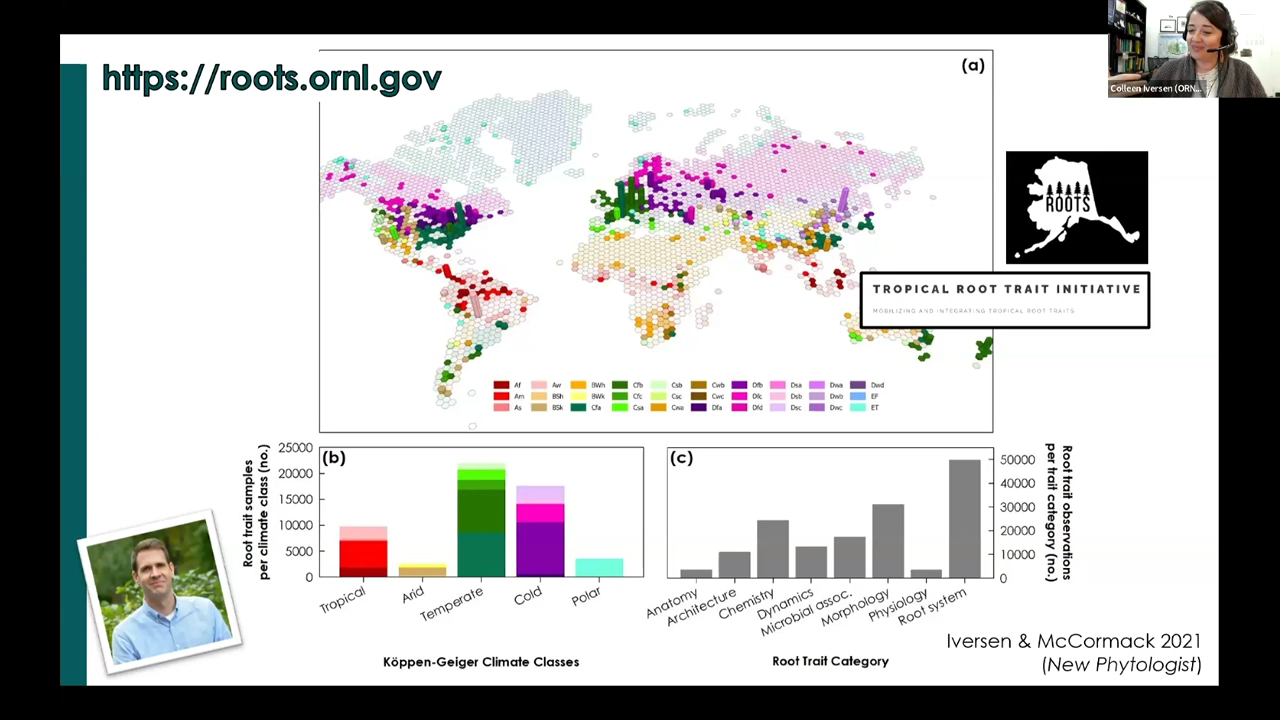 https://roots.ornl.gov
(a)
Colleen Iversen (ORN...
ROOTS
TROPICAL ROOT TRAIT INITIATIVE
MOBILIZING AND INTEGRATING TROPICAL ROOT TRAITS
Af Awr BWh Cfb Csb Cwb Dfb Dsa Dwa Dwd
Am BSh BWk Cfc Csc Cwc Dfc Dsb Dwb EF
As BSk Cfa Csa Cwa Dfa Dfd Dsc Dwc ET
(b)
Root trait samples
per climate class (no.)
25000
20000
15000
10000
5000
0
Tropical Arid Temperate Cold Polar
Köppen-Geiger Climate Classes
(c)
50000
40000
30000
20000
10000
0
Root trait observations
per trait category (no.)
Anatomy Architecture Chemistry Dynamics Microbial assoc. Morphology Physiology Root system
Root Trait Category
Iversen & McCormack 2021
(New Phytologist)